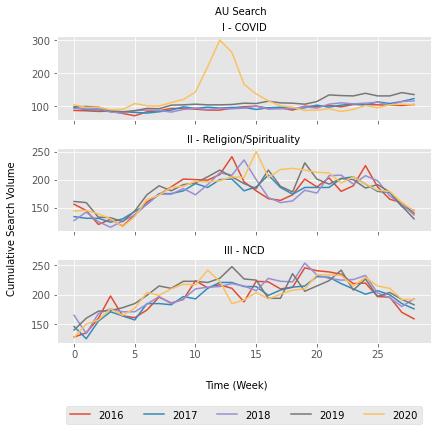 AU Search
I - COVID
300
200
100
II - Religion/Spirituality
250
200
150
III - NCD
250
200
150
0 5 10 15 20 25
Cumulative Search Volume
Time (Week)
2016 2017 2018 2019 2020